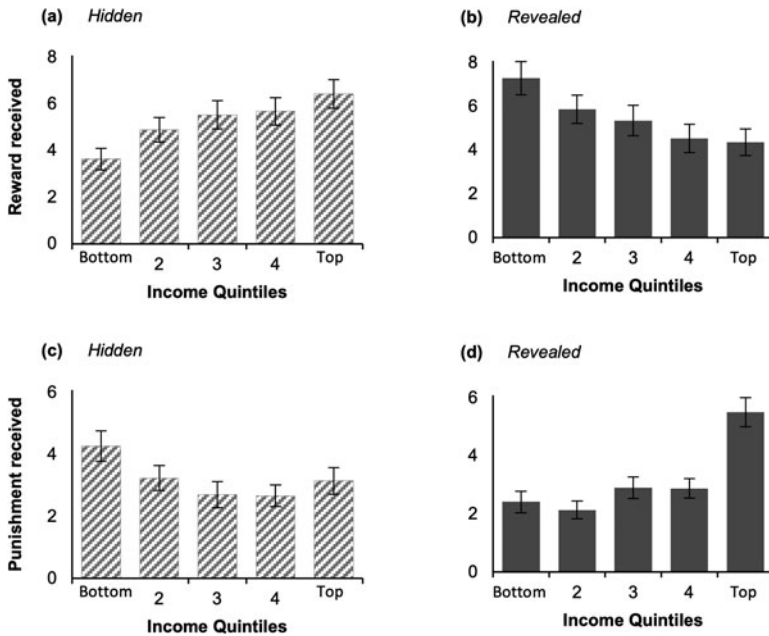 (a) Hidden
Reward received
8
6
4
2
0
Bottom 2 3 4 Top
Income Quintiles
(b) Revealed
8
6
4
2
0
Bottom 2 3 4 Top
Income Quintiles
(c) Hidden
Punishment received
6
4
2
0
Bottom 2 3 4 Top
Income Quintiles
(d) Revealed
6
4
2
0
Bottom 2 3 4 Top
Income Quintiles